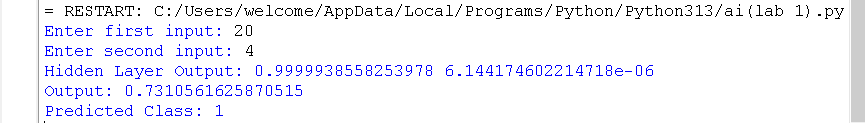 = RESTART: C:/Users/welcome/AppData/Local/Programs/Python/Python313/ai(lab 1).py
Enter first input: 20
Enter second input: 4
Hidden Layer Output: 0.9999938558253978 6.144174602214718e-06
Output: 0.7310561625870515
Predicted Class: 1